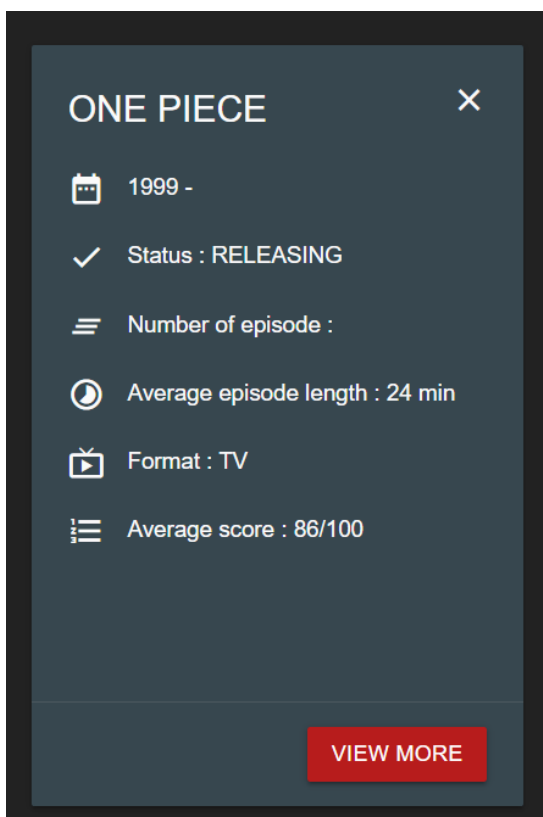 ONE PIECE
1999 -
Status : RELEASING
Number of episode :
Average episode length : 24 min
Format : TV
Average score : 86/100
VIEW MORE